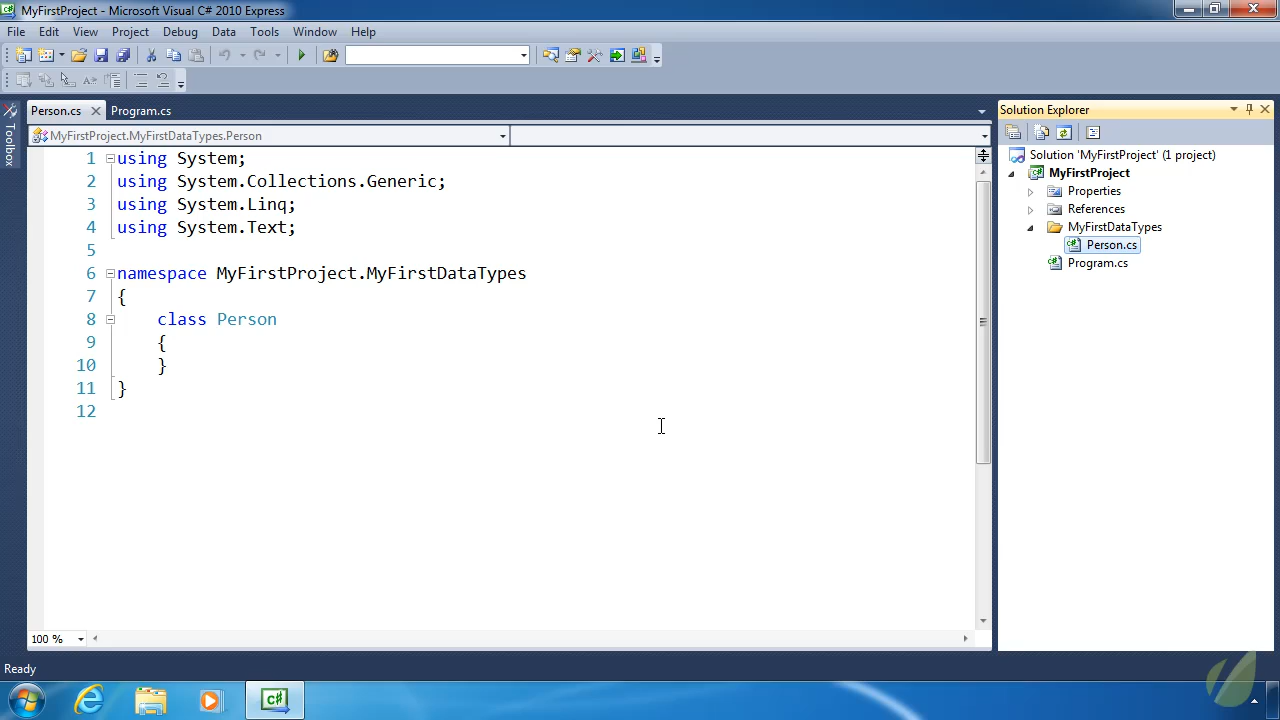 MyFirstProject - Microsoft Visual C# 2010 Express
File Edit View Project Debug Data Tools Window Help
Toolbox
Person.cs Program.cs
MyFirstProject.MyFirstDataTypes.Person
1 using System;
2 using System.Collections.Generic;
3 using System.Linq;
4 using System.Text;
5
6 namespace MyFirstProject.MyFirstDataTypes
7 {
8 class Person
9 {
10 }
11 }
12
100 %
Solution Explorer
Solution 'MyFirstProject' (1 project)
MyFirstProject
Properties
References
MyFirstDataTypes
Person.cs
Program.cs
Ready
C#